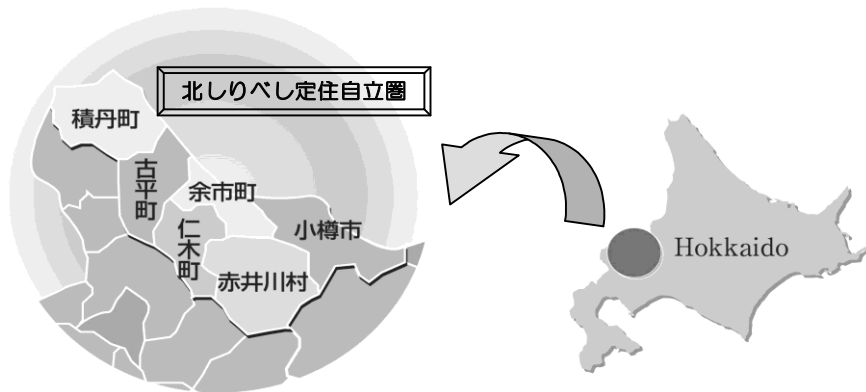 北しりべし定住自立圏
積丹町
古平町
余市町
仁木町
小樽市
赤井川村
Hokkaido